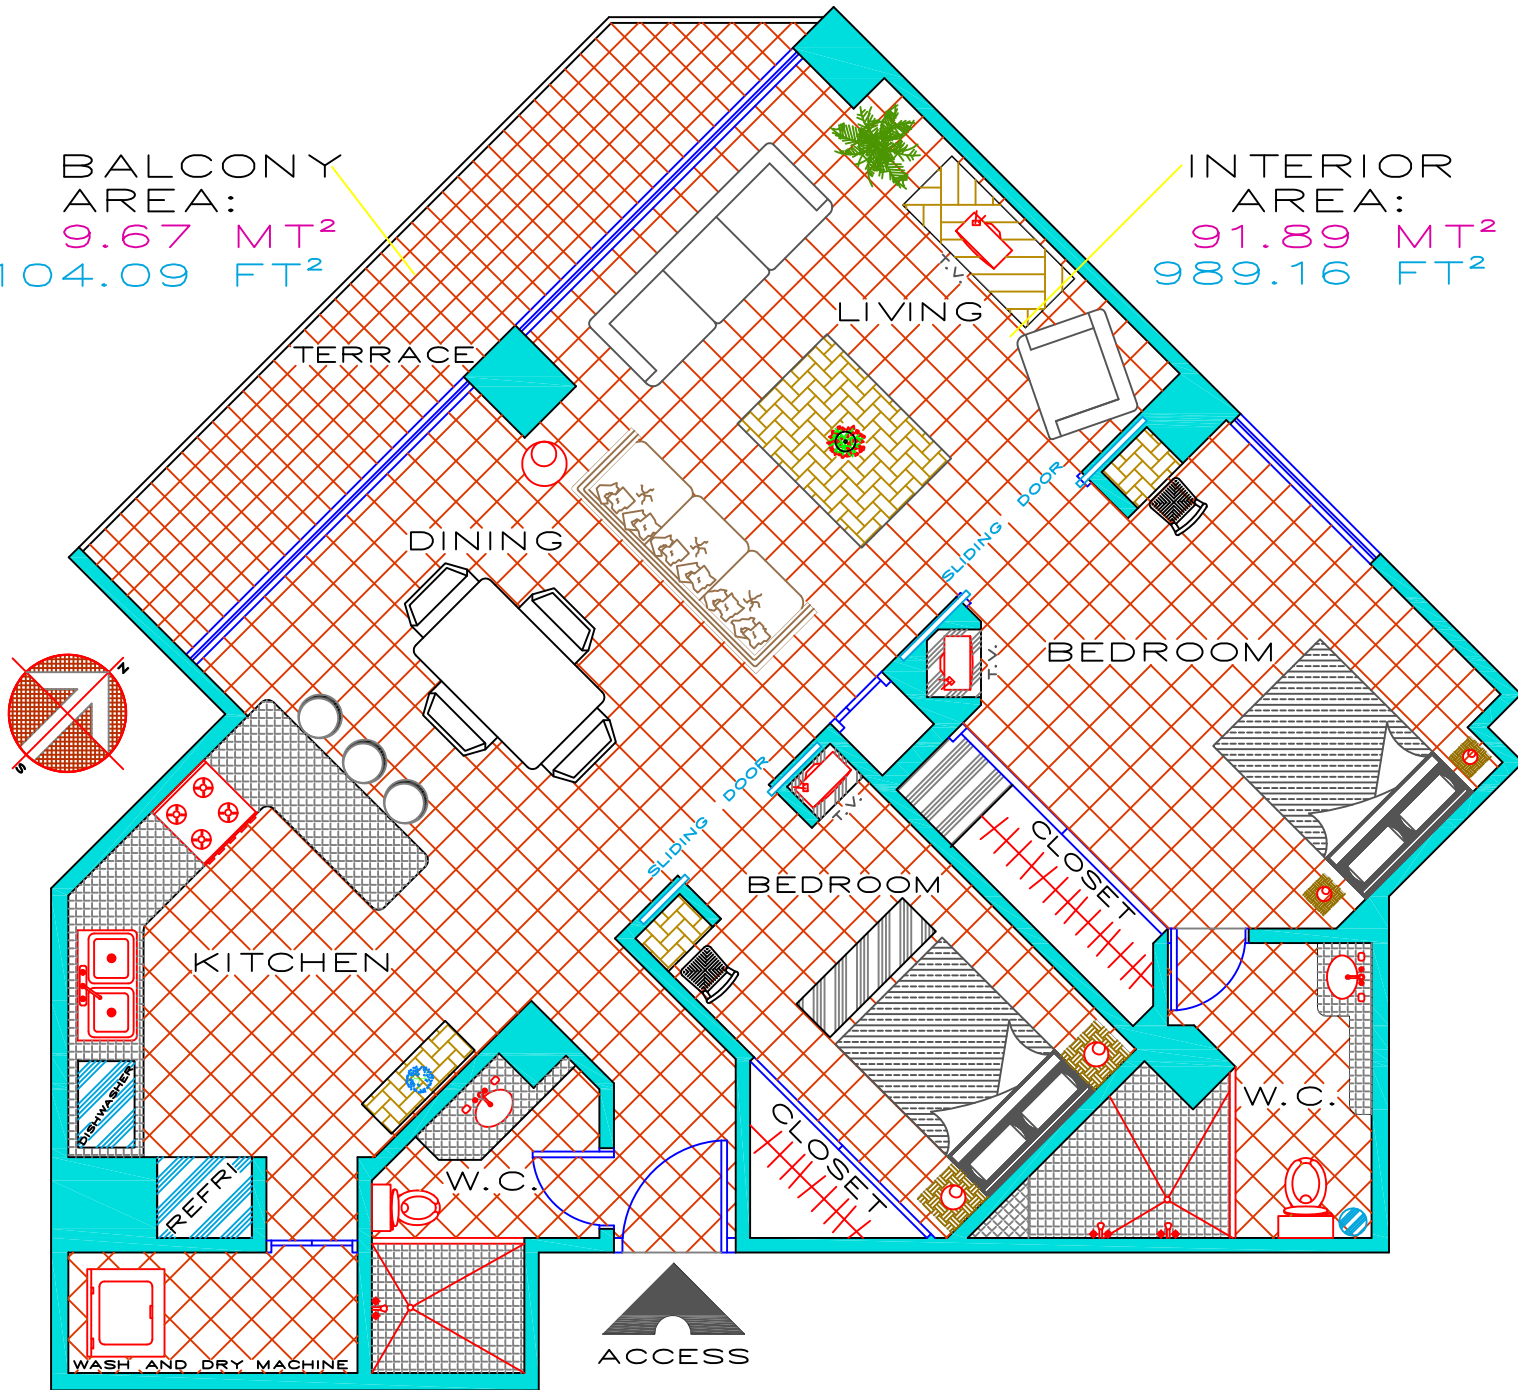 BALCONY
AREA:
9.67 MT²
104.09 FT²
INTERIOR
AREA:
91.89 MT²
989.16 FT²
T.V.
LIVING
TERRACE
SLIDING DOOR
DINING
BEDROOM
T.V.
N
S
SLIDING DOOR
T.V.
BEDROOM
CLOSET
KITCHEN
DISHWASHER
W.C.
CLOSET
W.C.
REFRI
WASH AND DRY MACHINE
ACCESS